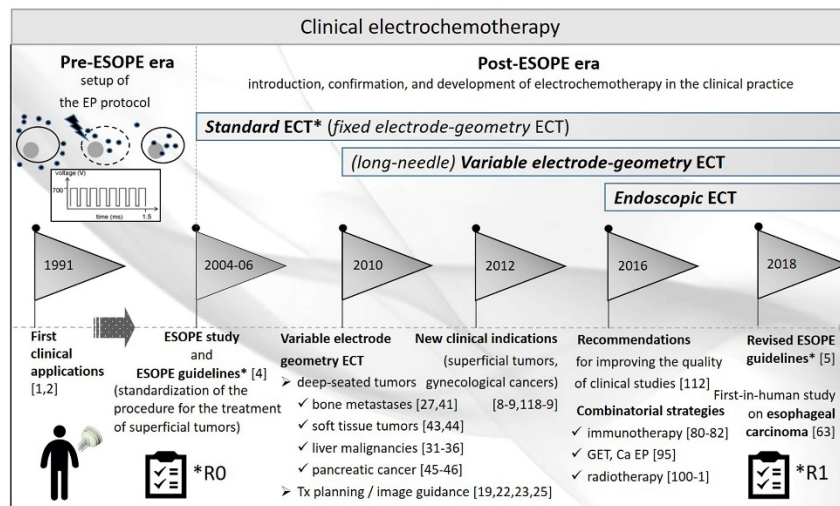 Clinical electrochemotherapy
Pre-ESOPE era
setup of
the EP protocol
voltage (V)
700
time (ms)
1.5
Post-ESOPE era
introduction, confirmation, and development of electrochemotherapy in the clinical practice
Standard ECT* (fixed electrode-geometry ECT)
(long-needle) Variable electrode-geometry ECT
Endoscopic ECT
1991
2004-06
2010
2012
2016
2018
First
clinical
applications
[1,2]
ESOPE study
and
ESOPE guidelines* [4]
(standardization of the
procedure for the treatment
of superficial tumors)
*R0
Variable electrode
geometry ECT
➤ deep-seated tumors
✓ bone metastases [27,41]
✓ soft tissue tumors [43,44]
✓ liver malignancies [31-36]
✓ pancreatic cancer [45-46]
➤ Tx planning / image guidance [19,22,23,25]
New clinical indications
(superficial tumors,
gynecological cancers)
[8-9,118-9]
Recommendations
for improving the quality
of clinical studies [112]
Combinatorial strategies
✓ immunotherapy [80-82]
✓ GET, Ca EP [95]
✓ radiotherapy [100-1]
Revised ESOPE
guidelines* [5]
First-in-human study
on esophageal
carcinoma [63]
*R1